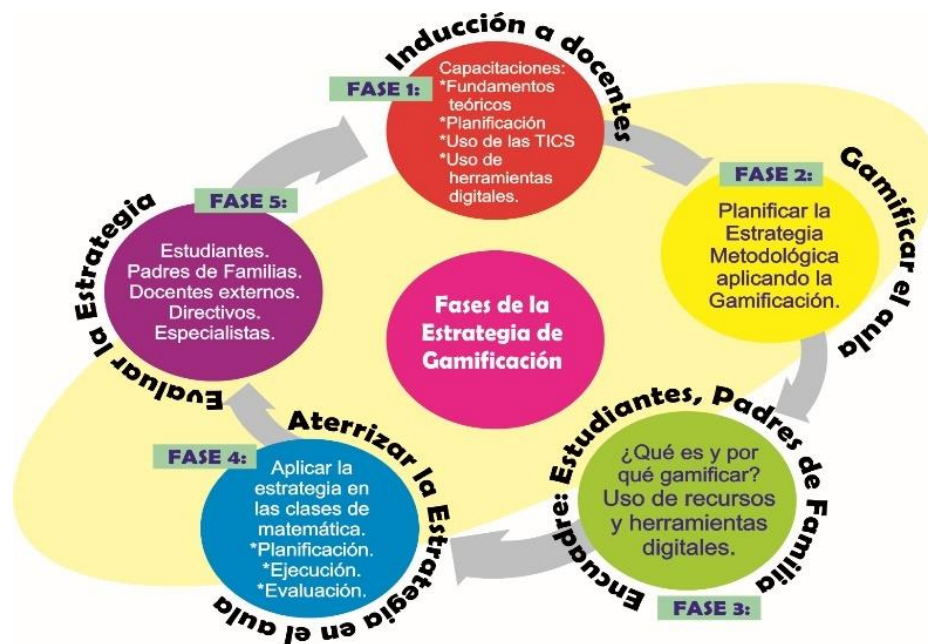 Inducción a docentes
FASE 1:
Capacitaciones:
*Fundamentos
teóricos
*Planificación
*Uso de las TICS
*Uso de
herramientas
digitales.
Gamificar el aula
FASE 2:
Planificar la
Estrategia
Metodológica
aplicando la
Gamificación.
Encuadre: Estudiantes, Padres de Familia
¿Qué es y por
qué gamificar?
Uso de recursos
y herramientas
digitales.
FASE 3:
Aterrizar la Estrategia en el aula
FASE 4:
Aplicar la
estrategia en
las clases de
matemática.
*Planificación.
*Ejecución.
*Evaluación.
Evaluar la Estrategia
FASE 5:
Estudiantes.
Padres de Familias.
Docentes externos.
Directivos.
Especialistas.
Fases de la
Estrategia de
Gamificación